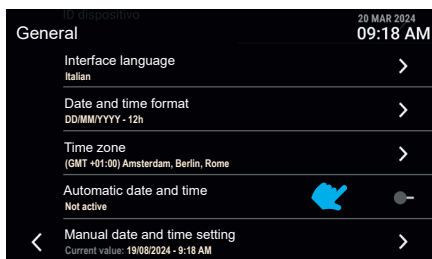 ID dispositivo
20 MAR 2024
General
09:18 AM
Interface language
Italian
Date and time format
DD/MM/YYYY - 12h
Time zone
(GMT +01:00) Amsterdam, Berlin, Rome
Automatic date and time
Not active
Manual date and time setting
Current value: 19/08/2024 - 9:18 AM